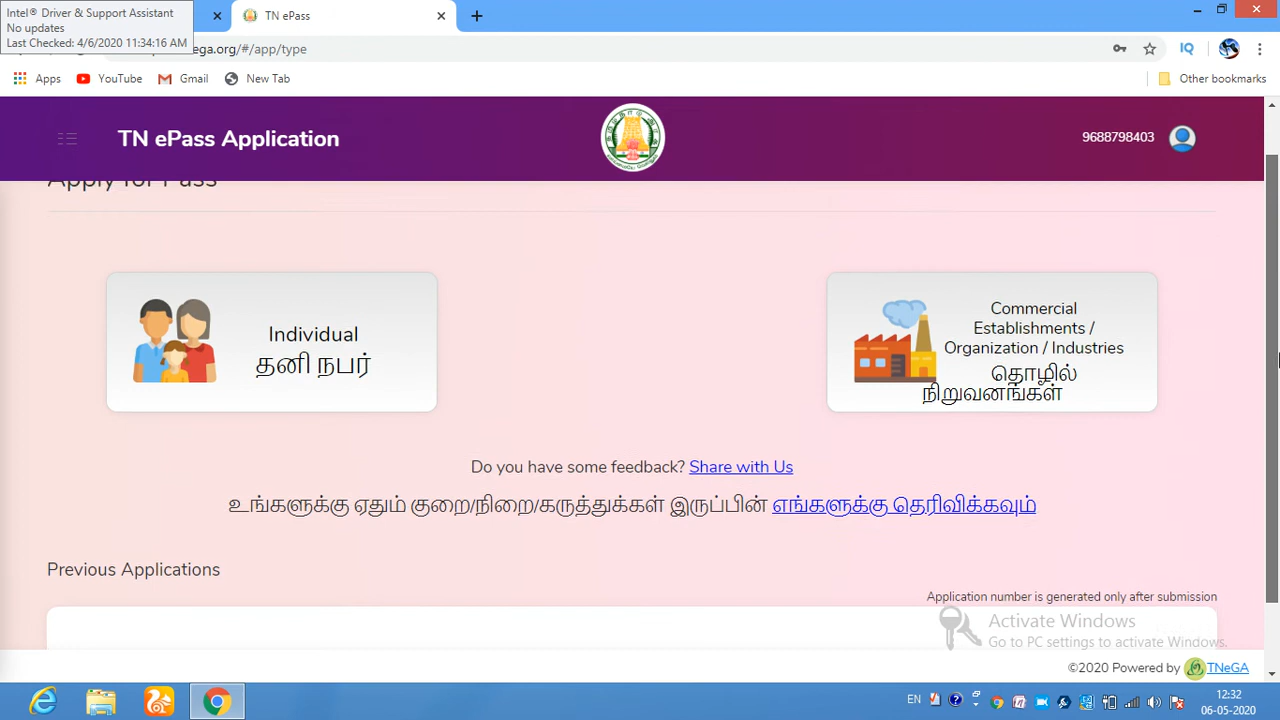 Intel® Driver & Support Assistant
No updates
Last Checked: 4/6/2020 11:34:16 AM
TN ePass
ega.org/#/app/type
Apps YouTube Gmail New Tab Other bookmarks
TN ePass Application
9688798403
Apply for Pass
Individual
தனி நபர்
Commercial
Establishments /
Organization / Industries
தொழில்
நிறுவனங்கள்
Do you have some feedback? Share with Us
உங்களுக்கு ஏதும் குறை/நிறை/கருத்துக்கள் இருப்பின் எங்களுக்கு தெரிவிக்கவும்
Previous Applications
Application number is generated only after submission
Activate Windows
Go to PC settings to activate Windows.
©2020 Powered by TNeGA
EN
12:32
06-05-2020